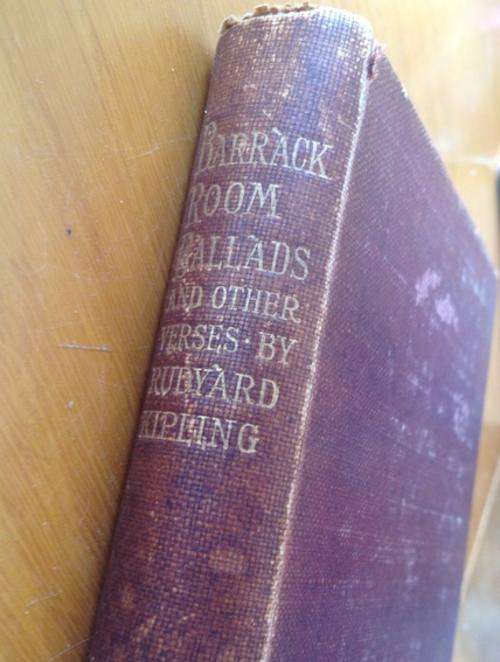 BARRACK
ROOM
BALLADS
AND OTHER
VERSES · BY
RUDYARD
KIPLING